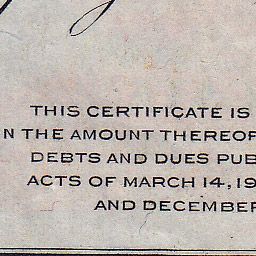 THIS CERTIFICATE IS
N THE AMOUNT THEREOF
DEBTS AND DUES PUB
ACTS OF MARCH 14, 19
AND DECEMBER